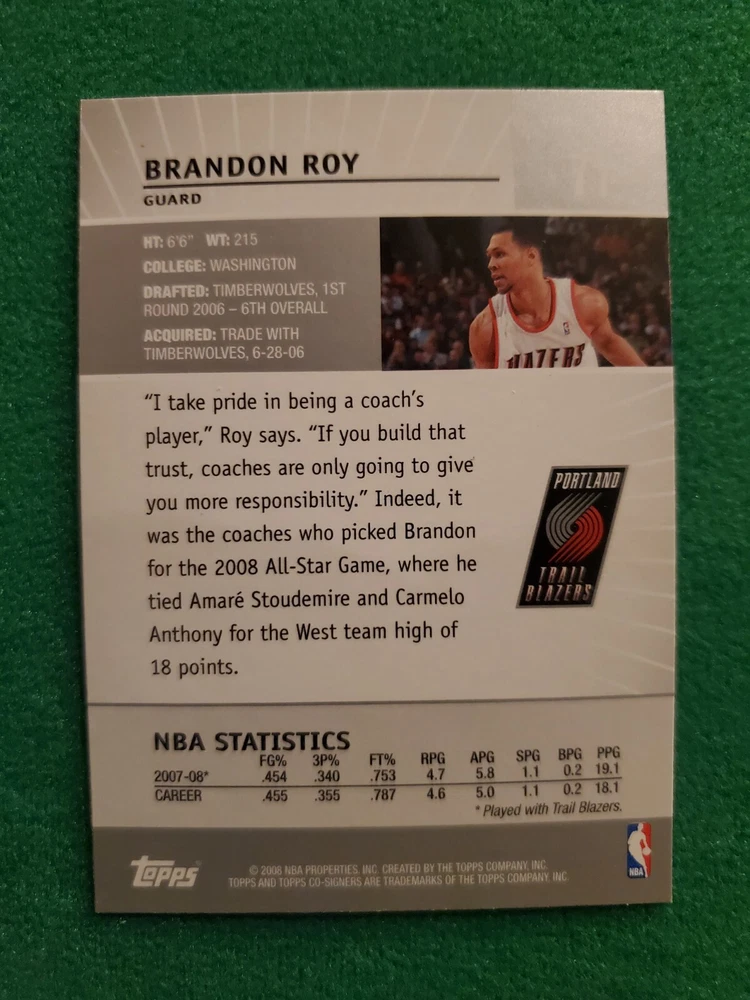 BRANDON ROY
GUARD
HT: 6'6" WT: 215
COLLEGE: WASHINGTON
DRAFTED: TIMBERWOLVES, 1ST
ROUND 2006 – 6TH OVERALL
ACQUIRED: TRADE WITH
TIMBERWOLVES, 6-28-06
BLAZERS
“I take pride in being a coach’s
player,” Roy says. “If you build that
trust, coaches are only going to give
you more responsibility.” Indeed, it
was the coaches who picked Brandon
for the 2008 All-Star Game, where he
tied Amaré Stoudemire and Carmelo
Anthony for the West team high of
18 points.
PORTLAND
TRAIL
BLAZERS
NBA STATISTICS
FG% 3P% FT% RPG APG SPG BPG PPG
2007-08* .454 .340 .753 4.7 5.8 1.1 0.2 19.1
CAREER .455 .355 .787 4.6 5.0 1.1 0.2 18.1
* Played with Trail Blazers.
Topps
© 2008 NBA PROPERTIES, INC. CREATED BY THE TOPPS COMPANY, INC.
TOPPS AND TOPPS CO-SIGNERS ARE TRADEMARKS OF THE TOPPS COMPANY, INC.
NBA